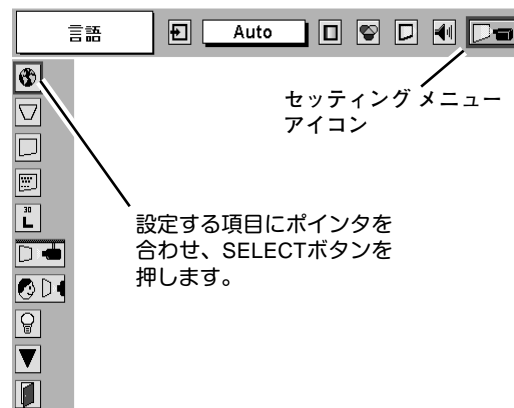 言語
Auto
セッティング メニュー
アイコン
設定する項目にポインタを
合わせ、SELECTボタンを
押します。
30
L